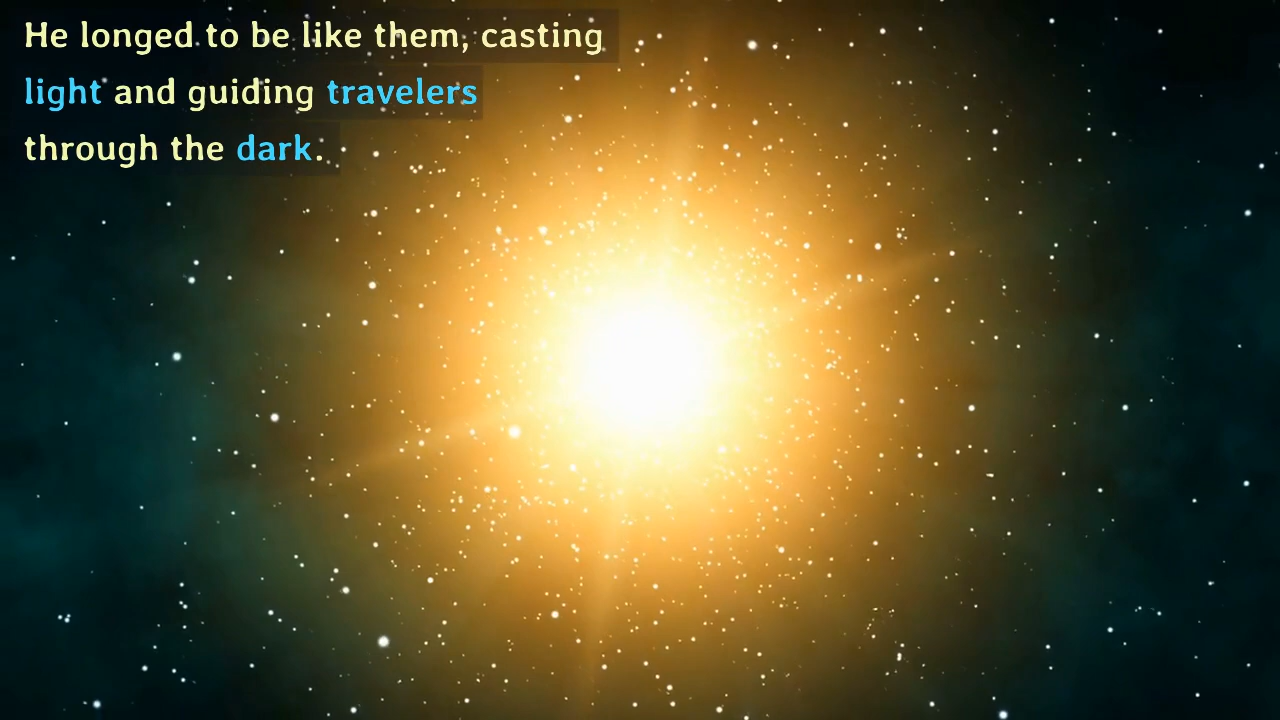 He longed to be like them, casting
light and guiding travelers
through the dark.